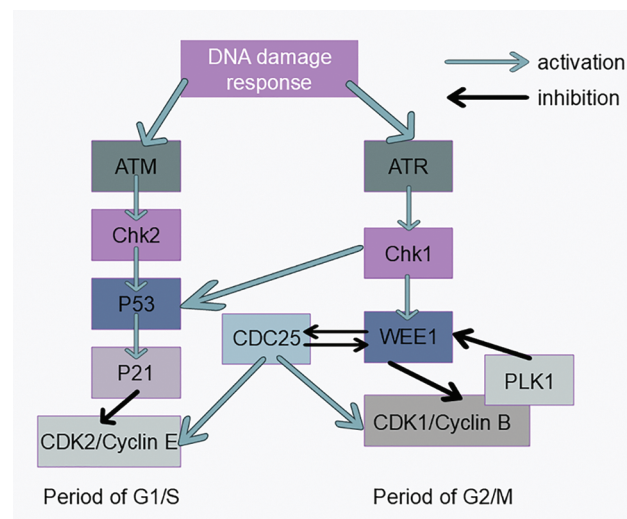 DNA damage
response
activation
inhibition
ATM
ATR
Chk2
Chk1
P53
CDC25
WEE1
P21
PLK1
CDK2/Cyclin E
CDK1/Cyclin B
Period of G1/S
Period of G2/M